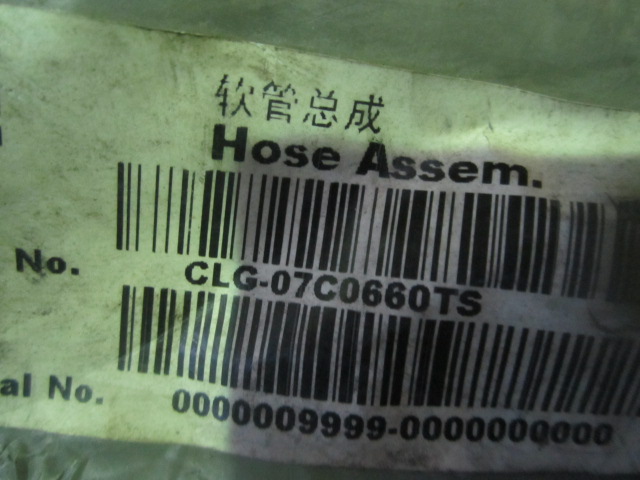 软管总成
Hose Assem.
No. CLG-07C0660TS
al No. 0000009999-0000000000